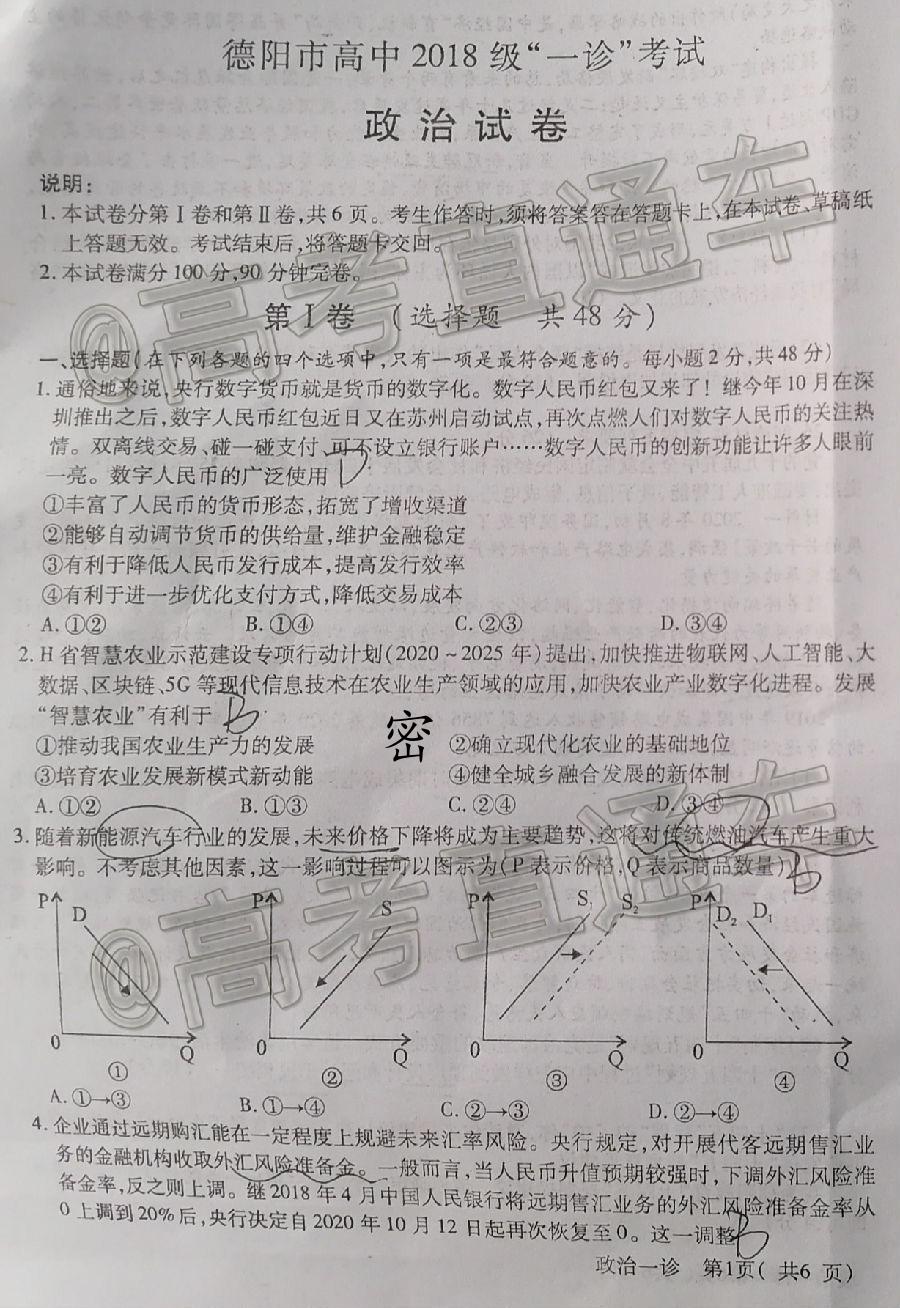 德阳市高中2018级“一诊”考试
政治试卷
说明：
1.本试卷分第Ⅰ卷和第Ⅱ卷,共6页。考生作答时,须将答案答在答题卡上,在本试卷、草稿纸
上答题无效。考试结束后,将答题卡交回。
2.本试卷满分100分,90分钟完卷。
第Ⅰ卷 (选择题 共48分)
一、选择题(在下列各题的四个选项中,只有一项是最符合题意的。每小题2分,共48分)
1.通俗地来说,央行数字货币就是货币的数字化。数字人民币红包又来了!继今年10月在深
圳推出之后,数字人民币红包近日又在苏州启动试点,再次点燃人们对数字人民币的关注热
情。双离线交易、碰一碰支付、可不设立银行账户……数字人民币的创新功能让许多人眼前
一亮。数字人民币的广泛使用 D
①丰富了人民币的货币形态,拓宽了增收渠道
②能够自动调节货币的供给量,维护金融稳定
③有利于降低人民币发行成本,提高发行效率
④有利于进一步优化支付方式,降低交易成本
A.①② B.①④ C.②③ D.③④
2.H省智慧农业示范建设专项行动计划(2020~2025年)提出,加快推进物联网、人工智能、大
数据、区块链、5G等现代信息技术在农业生产领域的应用,加快农业产业数字化进程。发展
“智慧农业”有利于 B
①推动我国农业生产力的发展 ②确立现代化农业的基础地位
密
③培育农业发展新模式新动能 ④健全城乡融合发展的新体制
A.①② B.①③ C.②④ D.③④
3.随着新能源汽车行业的发展,未来价格下降将成为主要趋势,这将对传统燃油汽车产生重大
影响。不考虑其他因素,这一影响过程可以图示为(P表示价格,Q表示商品数量) B
P D P S P S₁ S₂ P D₂ D₁
0 Q 0 Q 0 Q 0 Q
① ② ③ ④
A.①→③ B.①→④ C.②→③ D.②→④
4.企业通过远期购汇能在一定程度上规避未来汇率风险。央行规定,对开展代客远期售汇业
务的金融机构收取外汇风险准备金。一般而言,当人民币升值预期较强时,下调外汇风险准
备金率,反之则上调。继2018年4月中国人民银行将远期售汇业务的外汇风险准备金率从
0上调到20%后,央行决定自2020年10月12日起再次恢复至0。这一调整 B
政治一诊 第1页(共6页)
@高考直通车
@高考直通车